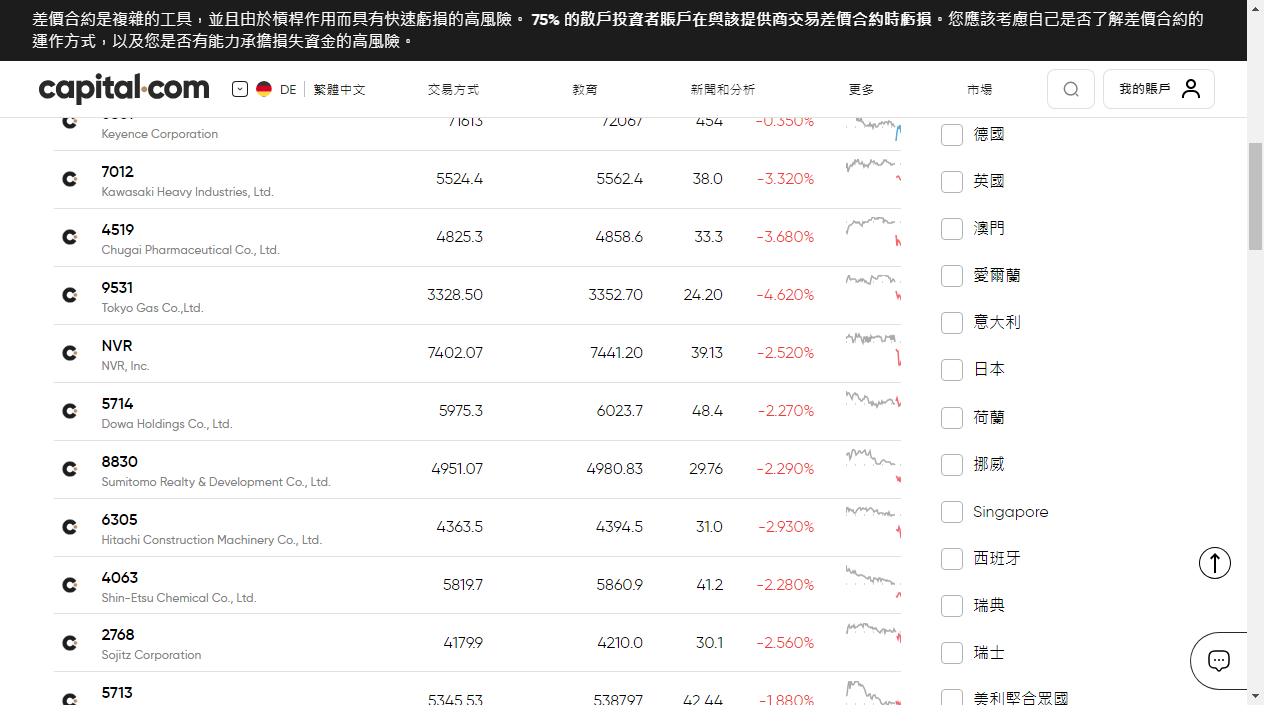 差價合約是複雜的工具，並且由於槓桿作用而具有快速虧損的高風險。 75% 的散戶投資者賬戶在與該提供商交易差價合約時虧損。您應該考慮自己是否了解差價合約的
運作方式，以及您是否有能力承擔損失資金的高風險。
capital.com DE 繁體中文 交易方式 教育 新聞和分析 更多 市場 我的賬戶
71613 72067 454 -0.350%
Keyence Corporation
7012 5524.4 5562.4 38.0 -3.320%
Kawasaki Heavy Industries, Ltd.
4519 4825.3 4858.6 33.3 -3.680%
Chugai Pharmaceutical Co., Ltd.
9531 3328.50 3352.70 24.20 -4.620%
Tokyo Gas Co.,Ltd.
NVR 7402.07 7441.20 39.13 -2.520%
NVR, Inc.
5714 5975.3 6023.7 48.4 -2.270%
Dowa Holdings Co., Ltd.
8830 4951.07 4980.83 29.76 -2.290%
Sumitomo Realty & Development Co., Ltd.
6305 4363.5 4394.5 31.0 -2.930%
Hitachi Construction Machinery Co., Ltd.
4063 5819.7 5860.9 41.2 -2.280%
Shin-Etsu Chemical Co., Ltd.
2768 4179.9 4210.0 30.1 -2.560%
Sojitz Corporation
5713 5345.53 5387.97 42.44 -1.880%
德國
英國
澳門
愛爾蘭
意大利
日本
荷蘭
挪威
Singapore
西班牙
瑞典
瑞士
美利堅合眾國